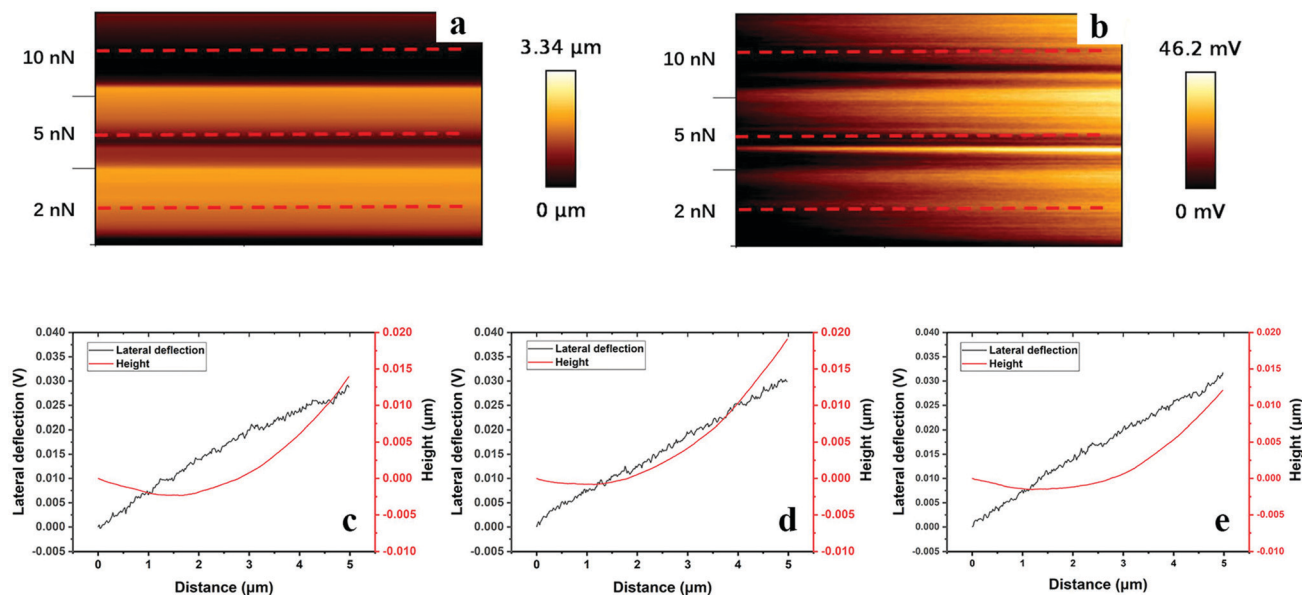 a
10 nN
5 nN
2 nN
3.34 µm
0 µm
b
10 nN
5 nN
2 nN
46.2 mV
0 mV
Lateral deflection (V)
0.040
0.035
0.030
0.025
0.020
0.015
0.010
0.005
0.000
-0.005
Lateral deflection
Height
c
0 1 2 3 4 5
Distance (µm)
0.020
0.015
0.010
0.005
0.000
-0.005
-0.010
Height (µm)
Lateral deflection (V)
0.040
0.035
0.030
0.025
0.020
0.015
0.010
0.005
0.000
-0.005
Lateral deflection
Height
d
0 1 2 3 4 5
Distance (µm)
0.020
0.015
0.010
0.005
0.000
-0.005
-0.010
Height (µm)
Lateral deflection (V)
0.040
0.035
0.030
0.025
0.020
0.015
0.010
0.005
0.000
-0.005
Lateral deflection
Height
e
0 1 2 3 4 5
Distance (µm)
0.020
0.015
0.010
0.005
0.000
-0.005
-0.010
Height (µm)